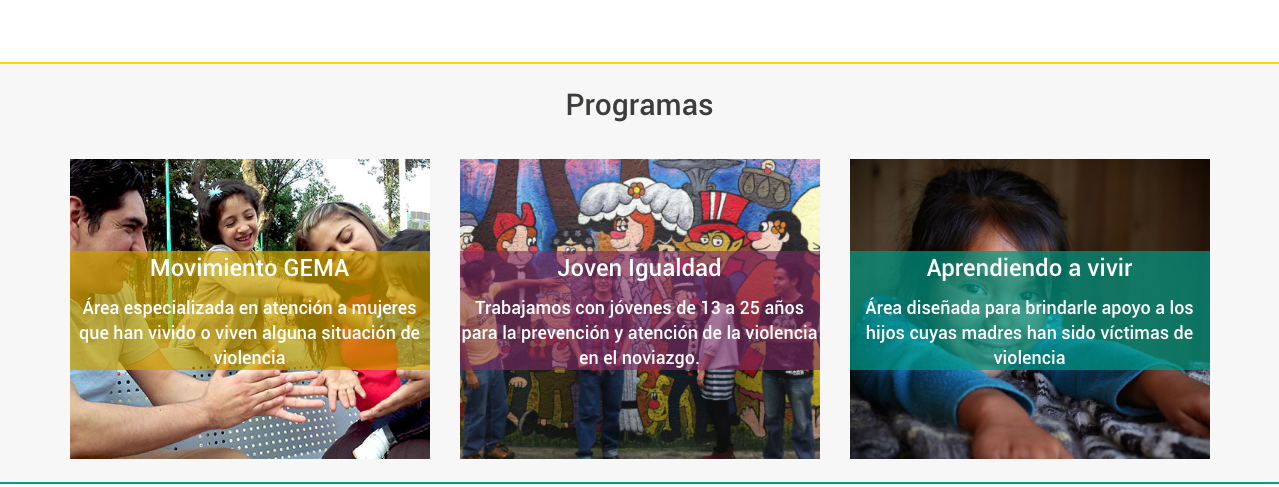 Programas
Movimiento GEMA
Área especializada en atención a mujeres
que han vivido o viven alguna situación de
violencia
Joven Igualdad
Trabajamos con jóvenes de 13 a 25 años
para la prevención y atención de la violencia
en el noviazgo.
Aprendiendo a vivir
Área diseñada para brindarle apoyo a los
hijos cuyas madres han sido víctimas de
violencia